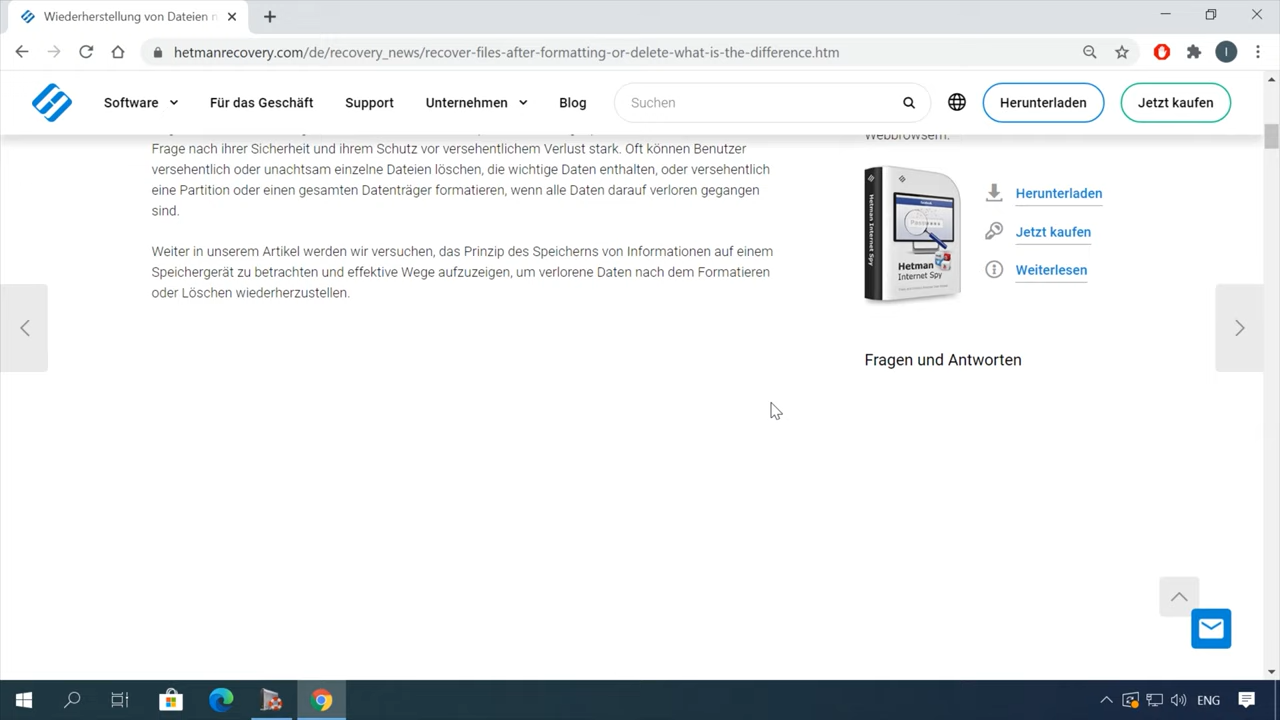 Wiederherstellung von Dateien n
hetmanrecovery.com/de/recovery_news/recover-files-after-formatting-or-delete-what-is-the-difference.htm
I
Software
Für das Geschäft
Support
Unternehmen
Blog
Suchen
Herunterladen
Jetzt kaufen
Frage nach ihrer Sicherheit und ihrem Schutz vor versehentlichem Verlust stark. Oft können Benutzer
versehentlich oder unachtsam einzelne Dateien löschen, die wichtige Daten enthalten, oder versehentlich
eine Partition oder einen gesamten Datenträger formatieren, wenn alle Daten darauf verloren gegangen
sind.
Weiter in unserem Artikel werden wir versuchen, das Prinzip des Speicherns von Informationen auf einem
Speichergerät zu betrachten und effektive Wege aufzuzeigen, um verlorene Daten nach dem Formatieren
oder Löschen wiederherzustellen.
Webbrowsern.
Hetman Internet Spy
Hetman
Internet Spy
Herunterladen
Jetzt kaufen
Weiterlesen
Fragen und Antworten
ENG